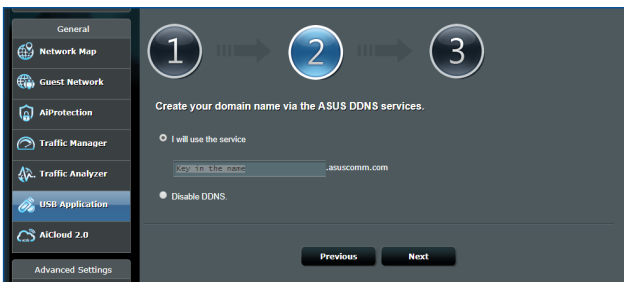 General
Network Map
Guest Network
AiProtection
Traffic Manager
Traffic Analyzer
USB Application
AiCloud 2.0
Advanced Settings
1
2
3
Create your domain name via the ASUS DDNS services.
I will use the service
Key in the name .asuscomm.com
Disable DDNS.
Previous Next